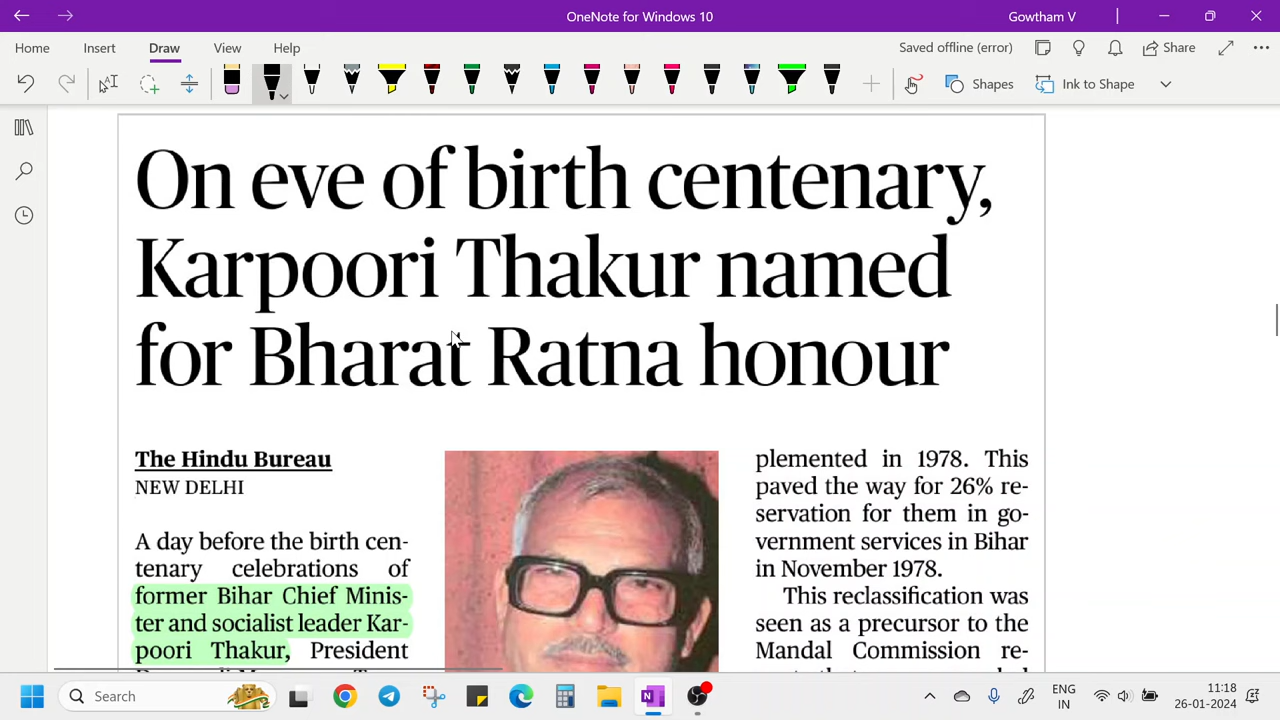 OneNote for Windows 10
Gowtham V
Home
Insert
Draw
View
Help
Saved offline (error)
Share
Shapes
Ink to Shape
On eve of birth centenary,
Karpoori Thakur named
for Bharat Ratna honour
The Hindu Bureau
NEW DELHI
A day before the birth cen-
tenary celebrations of
former Bihar Chief Minis-
ter and socialist leader Kar-
poori Thakur, President
plemented in 1978. This
paved the way for 26% re-
servation for them in go-
vernment services in Bihar
in November 1978.
This reclassification was
seen as a precursor to the
Mandal Commission re-
Search
ENG
IN
11:18
26-01-2024